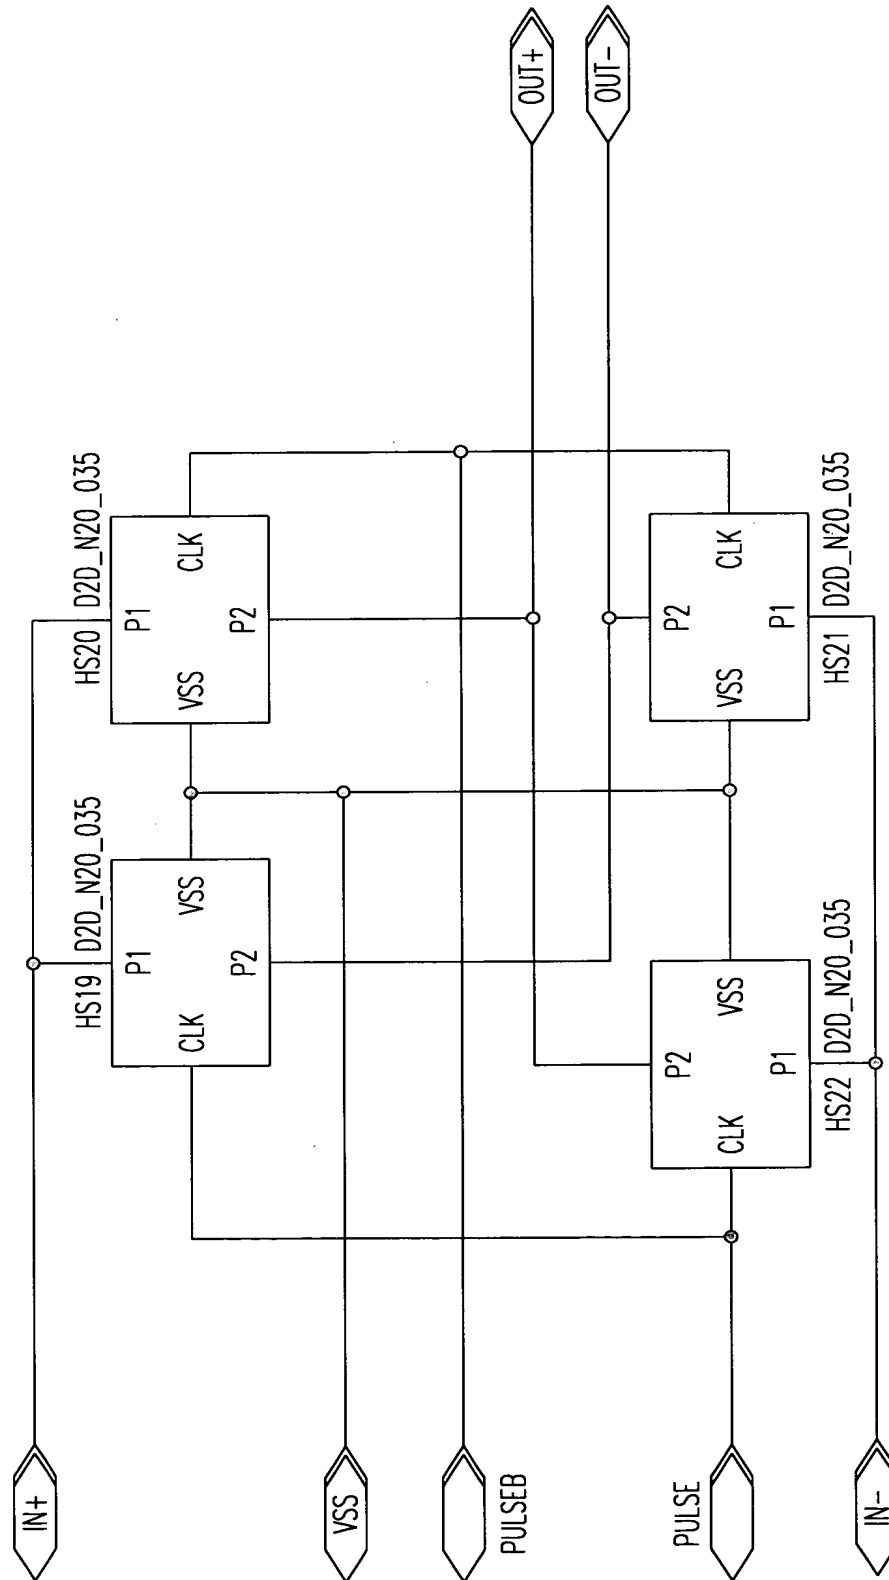 IN+
VSS
PULSEB
PULSE
IN-
HS19 D2D_N20_035
P1
CLK
VSS
P2
HS20 D2D_N20_035
P1
VSS
CLK
P2
HS22 D2D_N20_035
P2
CLK
VSS
P1
HS21 D2D_N20_035
P2
VSS
CLK
P1
OUT+
OUT-